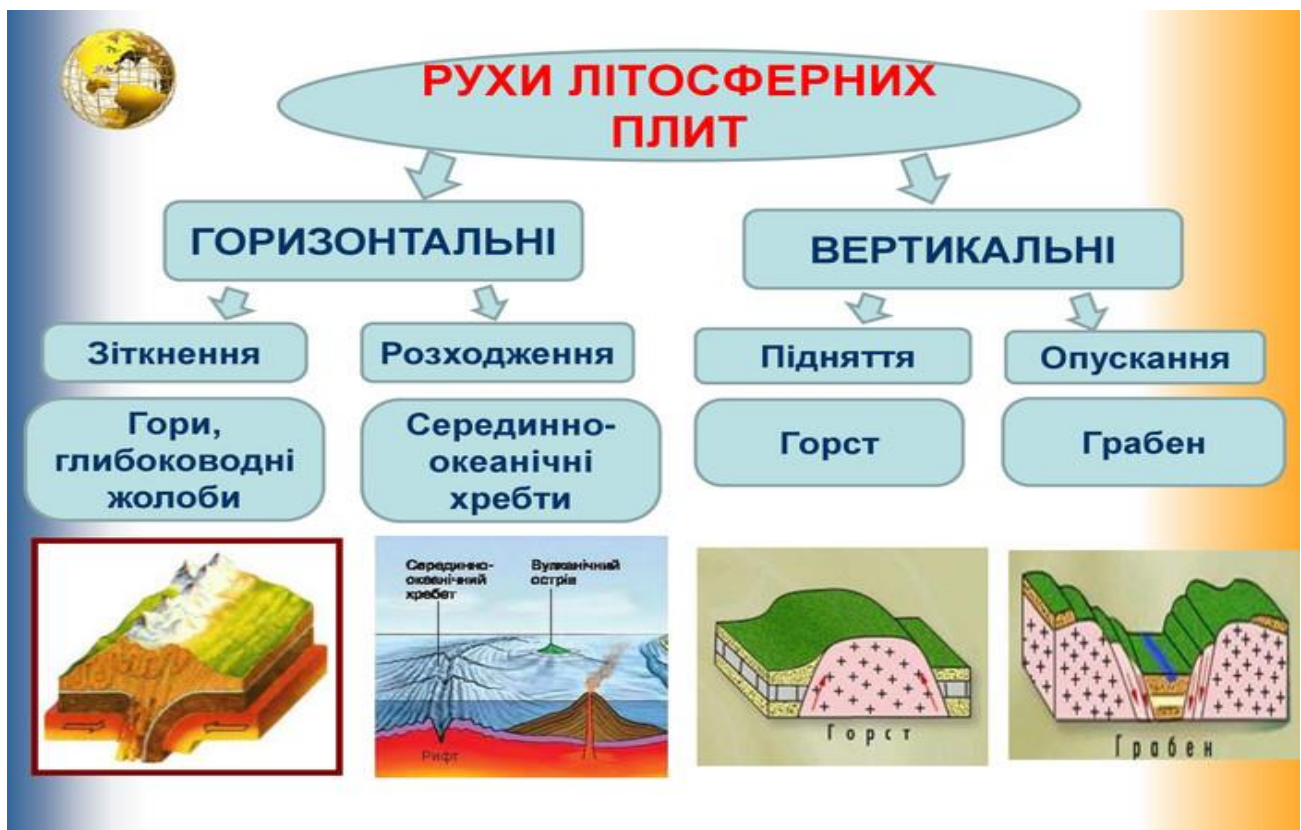 РУХИ ЛІТОСФЕРНИХ
ПЛИТ
ГОРИЗОНТАЛЬНІ
ВЕРТИКАЛЬНІ
Зіткнення
Розходження
Підняття
Опускання
Гори,
глибоководні
жолоби
Серединно-
океанічні
хребти
Горст
Грабен
Серединно-
океанічний
хребет
Вулканічний
острів
Рифт
Горст
Грабен